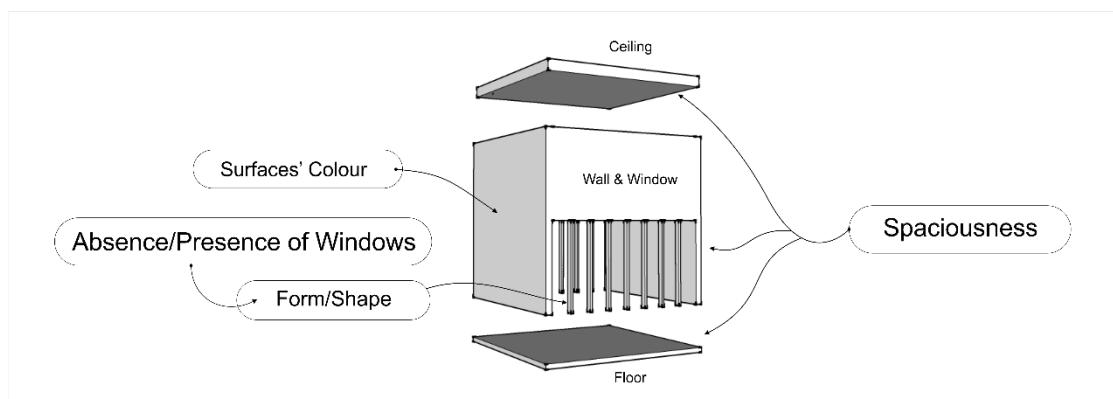 Ceiling
Surfaces' Colour
Wall & Window
Absence/Presence of Windows
Spaciousness
Form/Shape
Floor